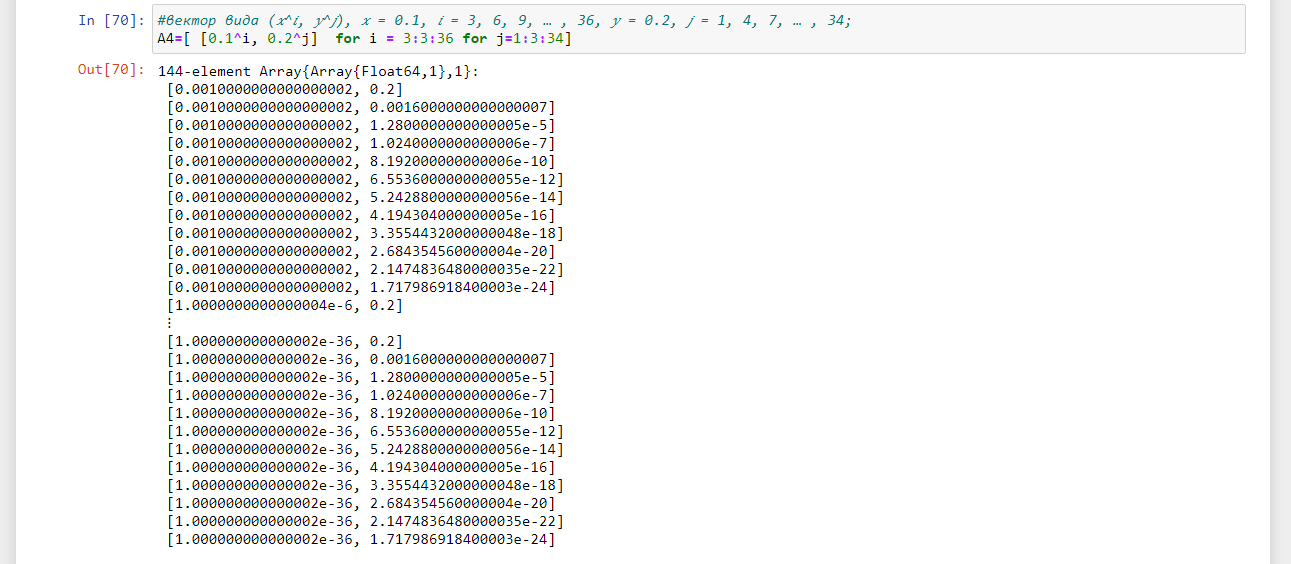 In [70]: #вектор вида (x^i, y^j), x = 0.1, i = 3, 6, 9, … , 36, y = 0.2, j = 1, 4, 7, … , 34;
A4=[ [0.1^i, 0.2^j]  for i = 3:3:36 for j=1:3:34]
Out[70]: 144-element Array{Array{Float64,1},1}:
[0.0010000000000000002, 0.2]
[0.0010000000000000002, 0.0016000000000000007]
[0.0010000000000000002, 1.2800000000000005e-5]
[0.0010000000000000002, 1.0240000000000006e-7]
[0.0010000000000000002, 8.192000000000006e-10]
[0.0010000000000000002, 6.5536000000000055e-12]
[0.0010000000000000002, 5.2428800000000056e-14]
[0.0010000000000000002, 4.194304000000005e-16]
[0.0010000000000000002, 3.3554432000000048e-18]
[0.0010000000000000002, 2.684354560000004e-20]
[0.0010000000000000002, 2.1474836480000035e-22]
[0.0010000000000000002, 1.717986918400003e-24]
[1.0000000000000004e-6, 0.2]
⋮
[1.000000000000002e-36, 0.2]
[1.000000000000002e-36, 0.0016000000000000007]
[1.000000000000002e-36, 1.2800000000000005e-5]
[1.000000000000002e-36, 1.0240000000000006e-7]
[1.000000000000002e-36, 8.192000000000006e-10]
[1.000000000000002e-36, 6.5536000000000055e-12]
[1.000000000000002e-36, 5.2428800000000056e-14]
[1.000000000000002e-36, 4.194304000000005e-16]
[1.000000000000002e-36, 3.3554432000000048e-18]
[1.000000000000002e-36, 2.684354560000004e-20]
[1.000000000000002e-36, 2.1474836480000035e-22]
[1.000000000000002e-36, 1.717986918400003e-24]